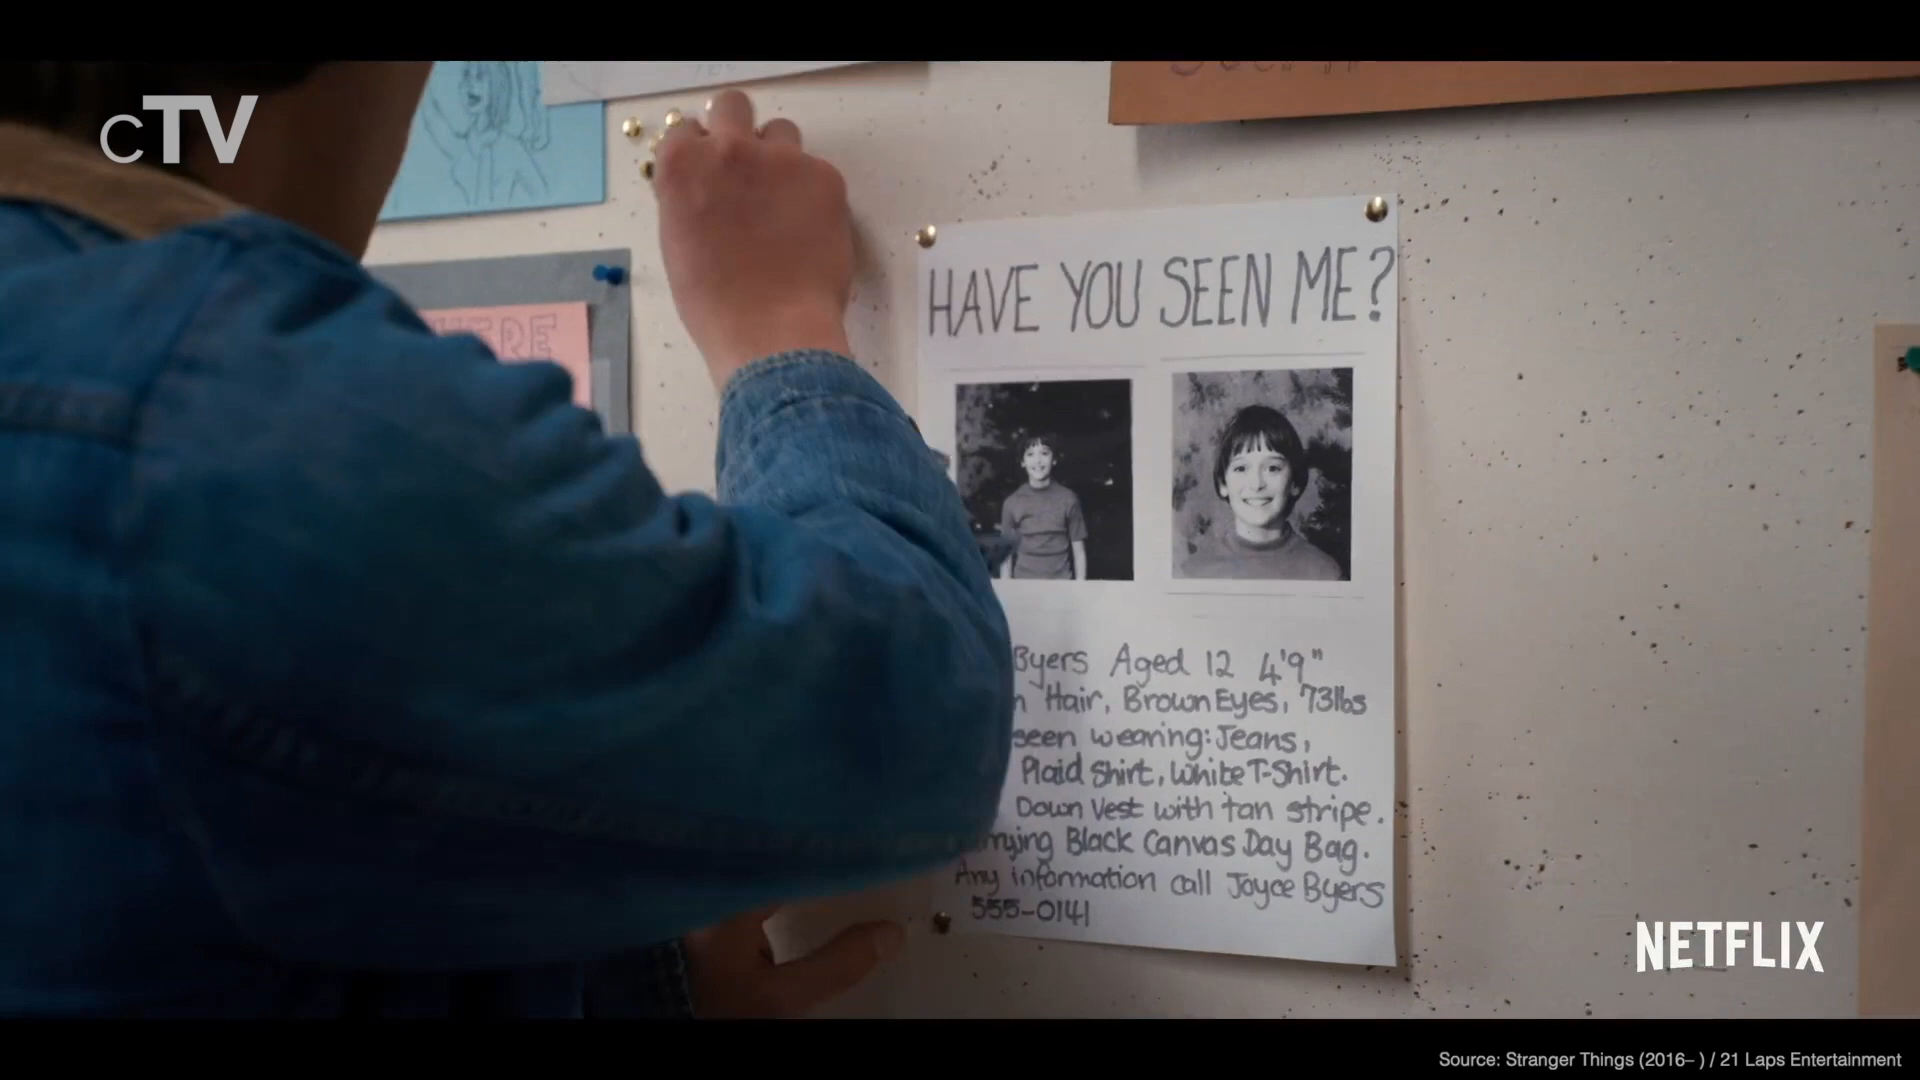 cTV
HERE
HAVE YOU SEEN ME?
Byers Aged 12 4'9"
Hair, Brown Eyes, 73lbs
seen wearing: Jeans,
Plaid Shirt, White T-Shirt.
Down Vest with tan stripe.
Black Canvas Day Bag.
Any information call Joyce Byers
555-0141
NETFLIX
Source: Stranger Things (2016– ) / 21 Laps Entertainment